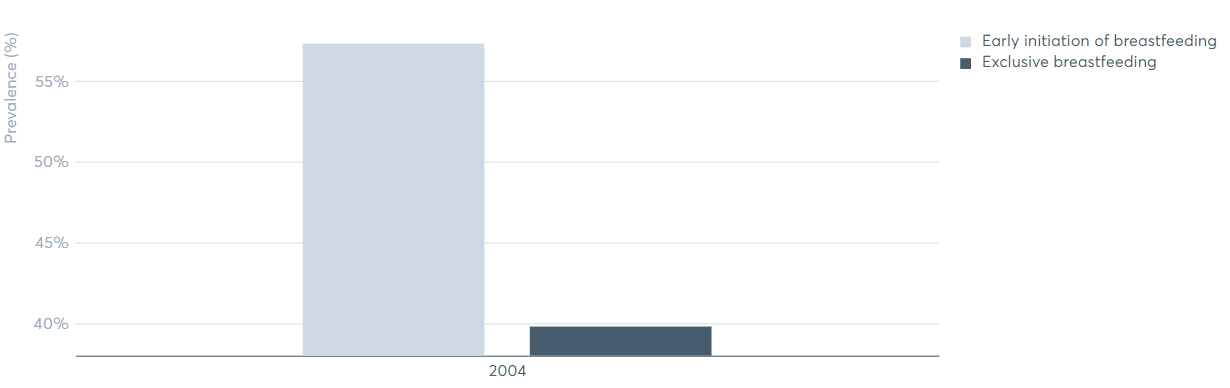 Prevalence (%)
55%
50%
45%
40%
2004
Early initiation of breastfeeding
Exclusive breastfeeding